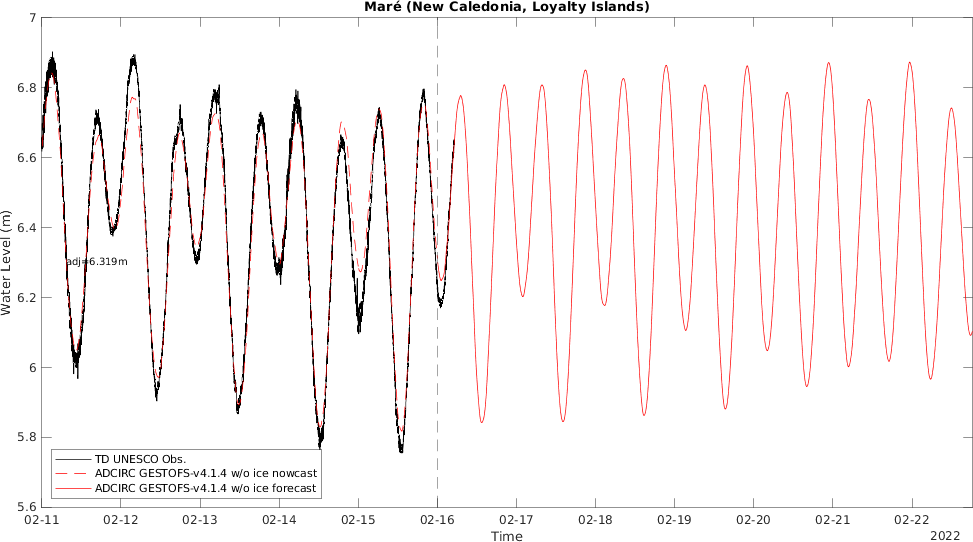 Maré (New Caledonia, Loyalty Islands)
7
6.8
6.6
6.4
6.2
6
5.8
5.6
Water Level (m)
adj=6.319m
TD UNESCO Obs.
ADCIRC GESTOFS-v4.1.4 w/o ice nowcast
ADCIRC GESTOFS-v4.1.4 w/o ice forecast
02-11 02-12 02-13 02-14 02-15 02-16 02-17 02-18 02-19 02-20 02-21 02-22
Time
2022